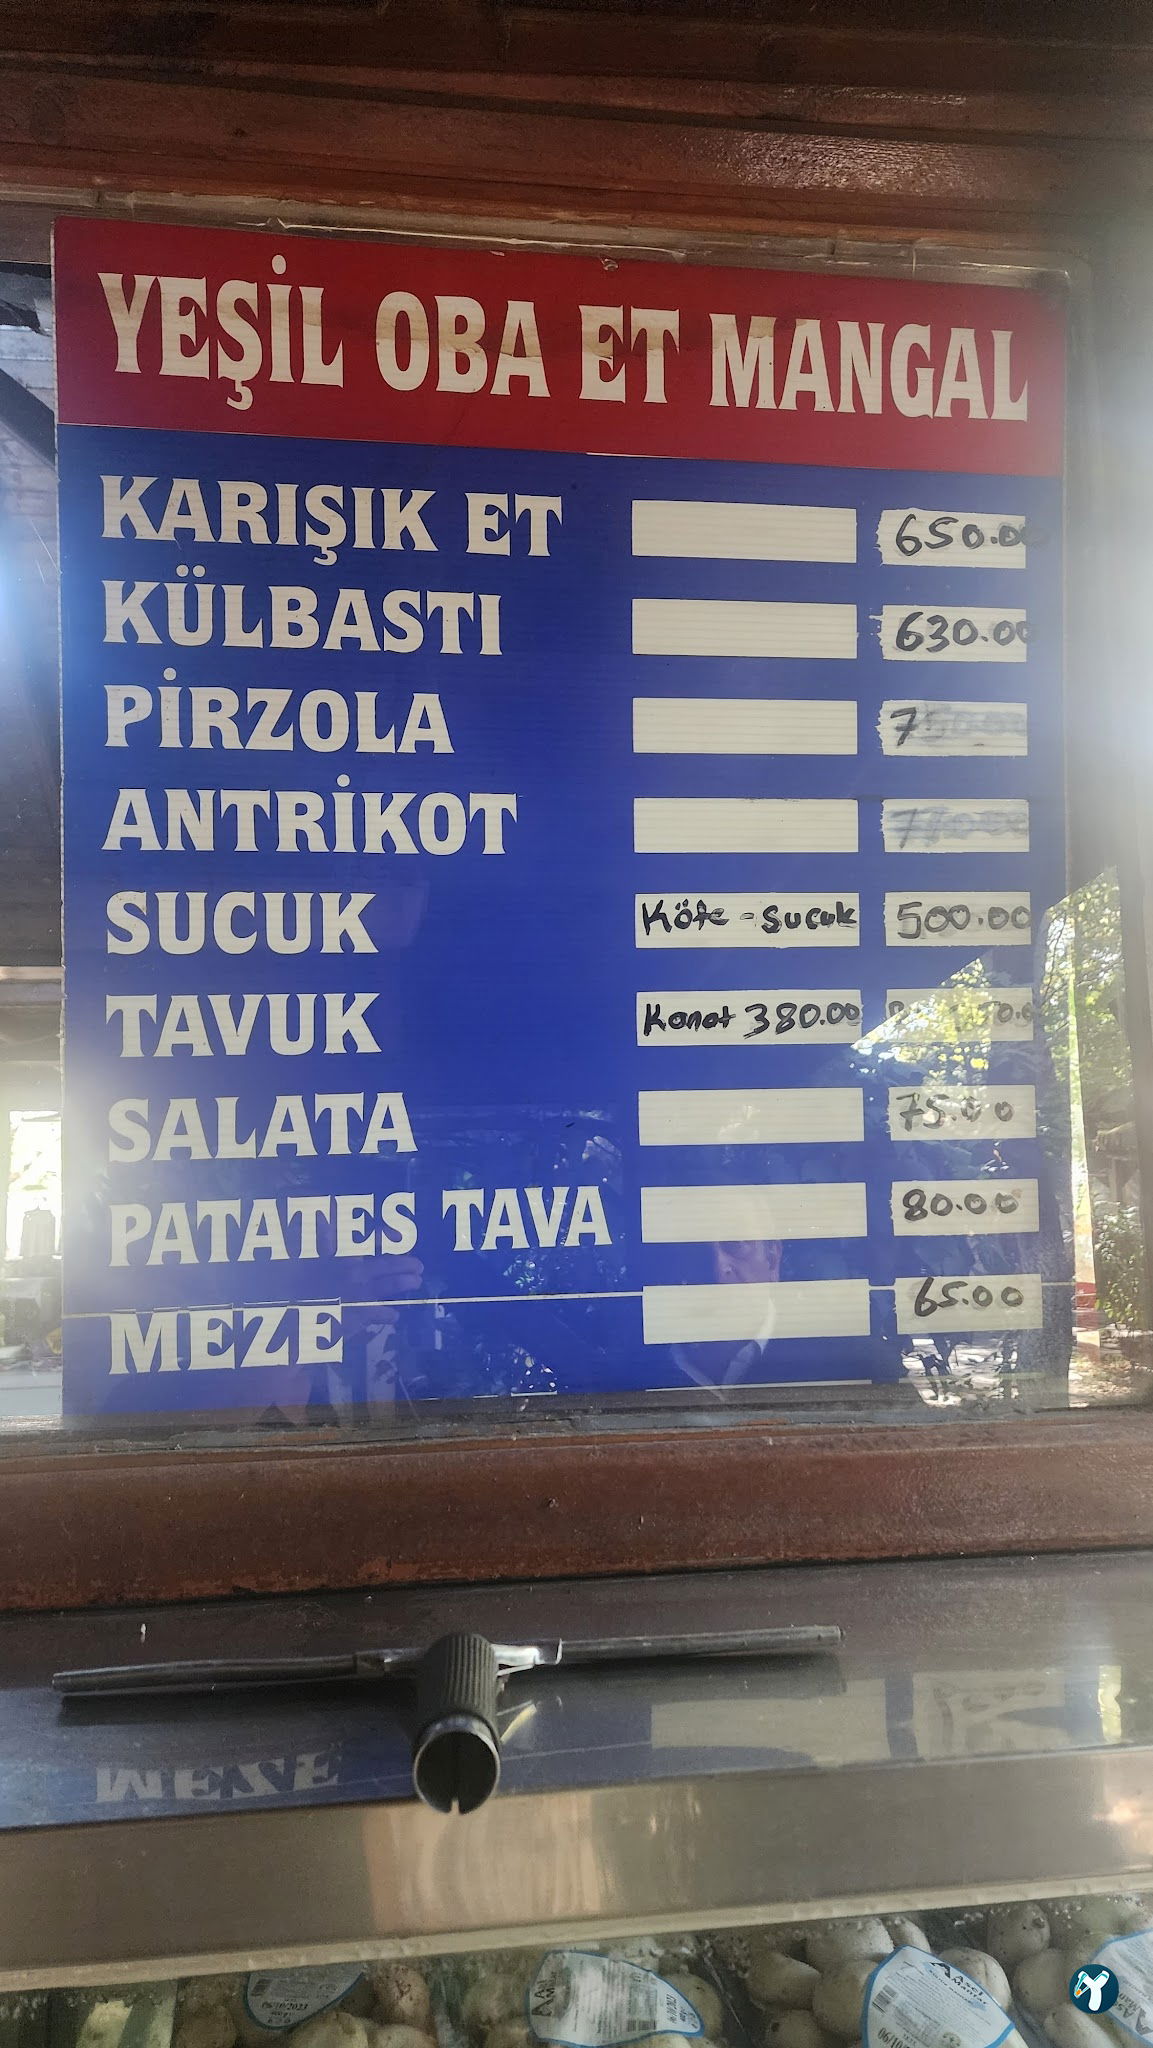 YEŞİL OBA ET MANGAL
KARIŞIK ET 650.00
KÜLBASTI 630.00
PİRZOLA
ANTRİKOT
SUCUK Köfte - Sucuk 500.00
TAVUK Kanat 380.00
SALATA 75.00
PATATES TAVA 80.00
MEZE 65.00
MEZE